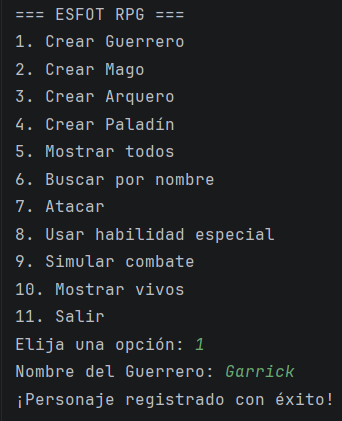 === ESFOT RPG ===
1. Crear Guerrero
2. Crear Mago
3. Crear Arquero
4. Crear Paladín
5. Mostrar todos
6. Buscar por nombre
7. Atacar
8. Usar habilidad especial
9. Simular combate
10. Mostrar vivos
11. Salir
Elija una opción: 1
Nombre del Guerrero: Garrick
¡Personaje registrado con éxito!